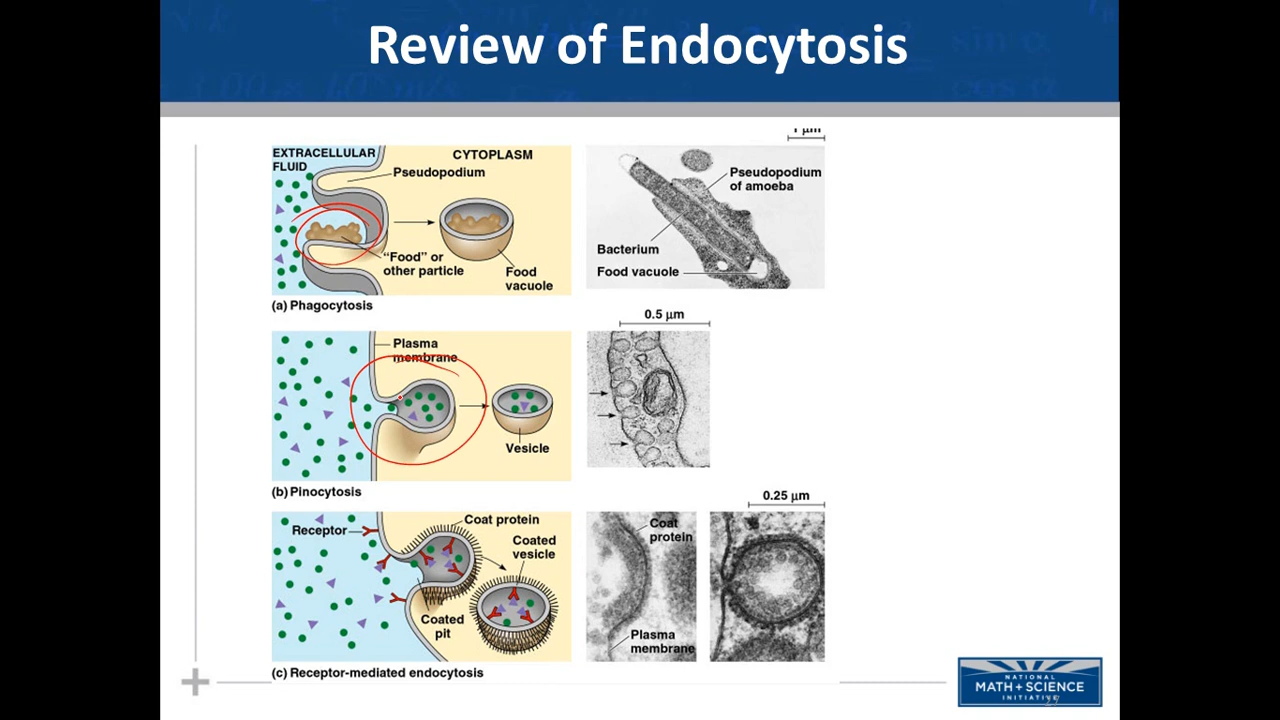 Review of Endocytosis
EXTRACELLULAR
FLUID
CYTOPLASM
Pseudopodium
"Food" or
other particle
Food
vacuole
(a) Phagocytosis
1 µm
Pseudopodium
of amoeba
Bacterium
Food vacuole
Plasma
membrane
Vesicle
(b) Pinocytosis
0.5 µm
Receptor
Coat protein
Coated
vesicle
Coated
pit
(c) Receptor-mediated endocytosis
0.25 µm
Coat
protein
Plasma
membrane
NATIONAL
MATH + SCIENCE
INITIATIVE